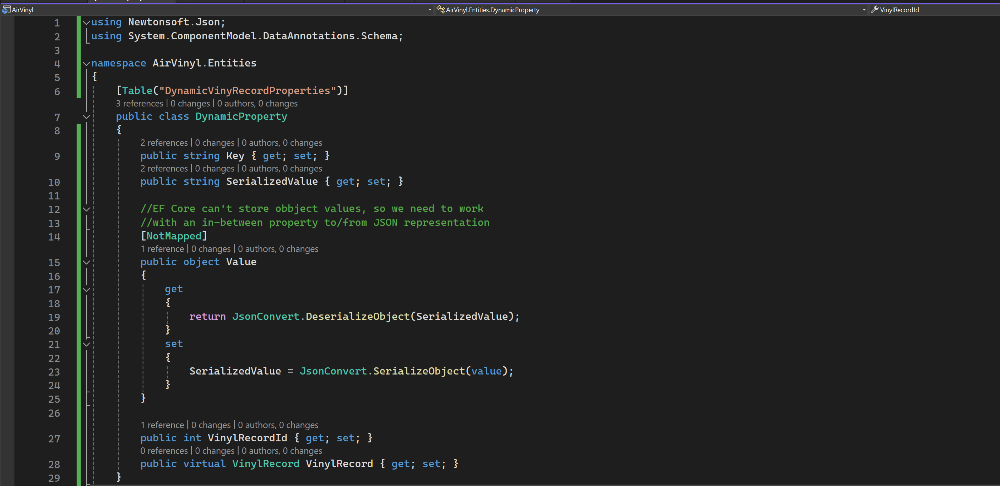 AirVinyl AirVinyl.Entities.DynamicProperty VinylRecordId
1 using Newtonsoft.Json;
2 using System.ComponentModel.DataAnnotations.Schema;
3
4 namespace AirVinyl.Entities
5 {
6 [Table("DynamicVinyRecordProperties")]
3 references | 0 changes | 0 authors, 0 changes
7 public class DynamicProperty
8 {
2 references | 0 changes | 0 authors, 0 changes
9 public string Key { get; set; }
2 references | 0 changes | 0 authors, 0 changes
10 public string SerializedValue { get; set; }
11
12 //EF Core can't store obbject values, so we need to work
13 //with an in-between property to/from JSON representation
14 [NotMapped]
1 reference | 0 changes | 0 authors, 0 changes
15 public object Value
16 {
17 get
18 {
19 return JsonConvert.DeserializeObject(SerializedValue);
20 }
21 set
22 {
23 SerializedValue = JsonConvert.SerializeObject(value);
24 }
25 }
26
1 reference | 0 changes | 0 authors, 0 changes
27 public int VinylRecordId { get; set; }
0 references | 0 changes | 0 authors, 0 changes
28 public virtual VinylRecord VinylRecord { get; set; }
29 }